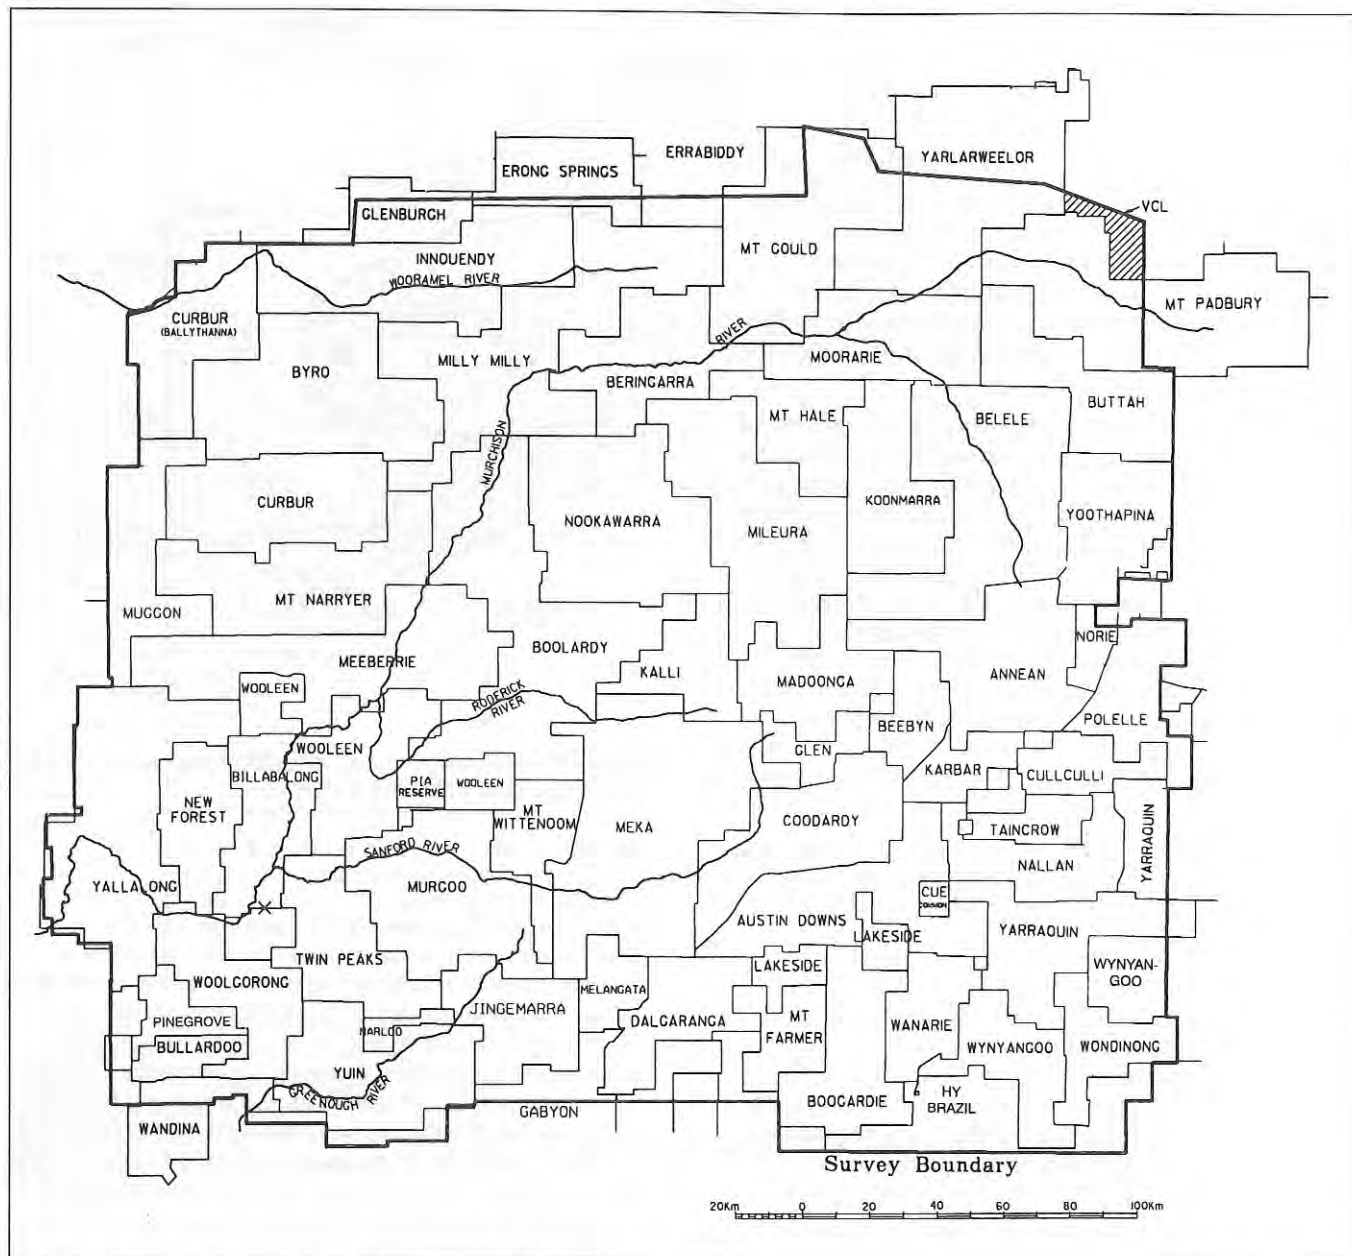 ERRABIDDY
YARLARWEELOR
ERONG SPRINGS
VCL
GLENBURGH
MT GOULD
INNOUENDY
WOORAMEL RIVER
MT PADBURY
CURBUR
(BALLYTHANNA)
RIVER
MILLY MILLY
MOORARIE
BYRO
BERINGARRA
BUTTAH
MT HALE
BELELE
MURCHISON
CURBUR
KOONMARRA
NOOKAWARRA
YOOTHAPINA
MILEURA
MT NARRYER
MUGGON
NORIE
BOOLARDY
MEEBERRIE
KALLI
ANNEAN
MADOONGA
WOOLEEN
RODERICK
RIVER
POLELLE
BEEBYN
WOOLEEN
GLEN
KARBAR
BILLABALONG
CULLCULLI
PIA
RESERVE
WOOLEEN
NEW
FOREST
MT
WITTENOOM
MEKA
COODARDY
TAINCROW
YARRAQUIN
SANFORD RIVER
NALLAN
YALLALONG
MURGOO
CUE
COMMON
AUSTIN DOWNS
LAKESIDE
YARRAQUIN
TWIN PEAKS
LAKESIDE
WYNYAN-
GOO
WOOLGORONG
MELANGATA
JINGEMARRA
PINEGROVE
NARLOO
DALGARANGA
MT
FARMER
WANARIE
BULLARDOO
WYNYANGOO
WONDINONG
YUIN
GREENOUGH
RIVER
BOOGARDIE
HY
BRAZIL
GABYON
WANDINA
Survey Boundary
20Km 0 20 40 60 80 100Km